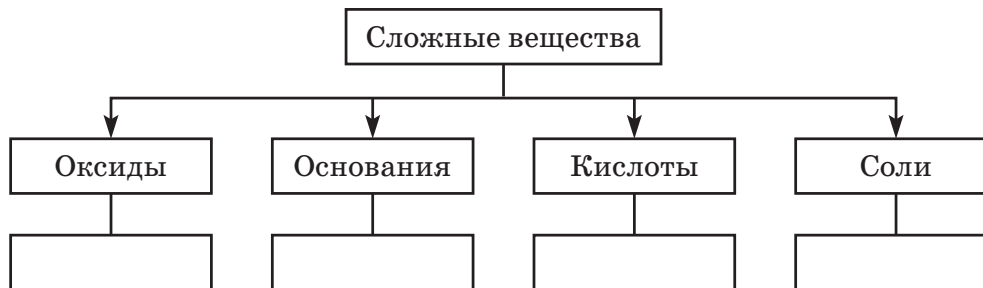 Сложные вещества
Оксиды
Основания
Кислоты
Соли